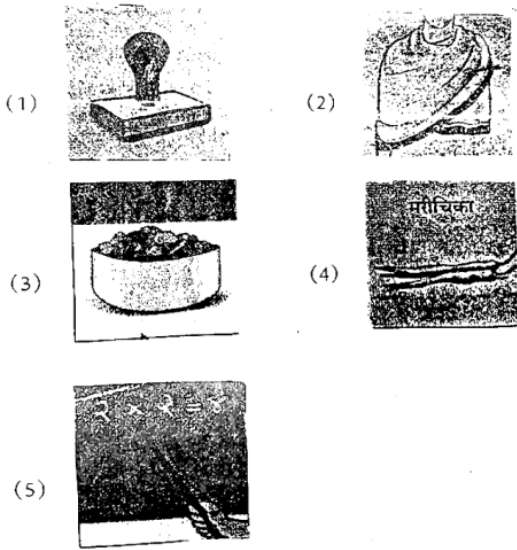 (1)
(2)
(3)
मरीचिका
(4)
२ × २ = ४
(5)